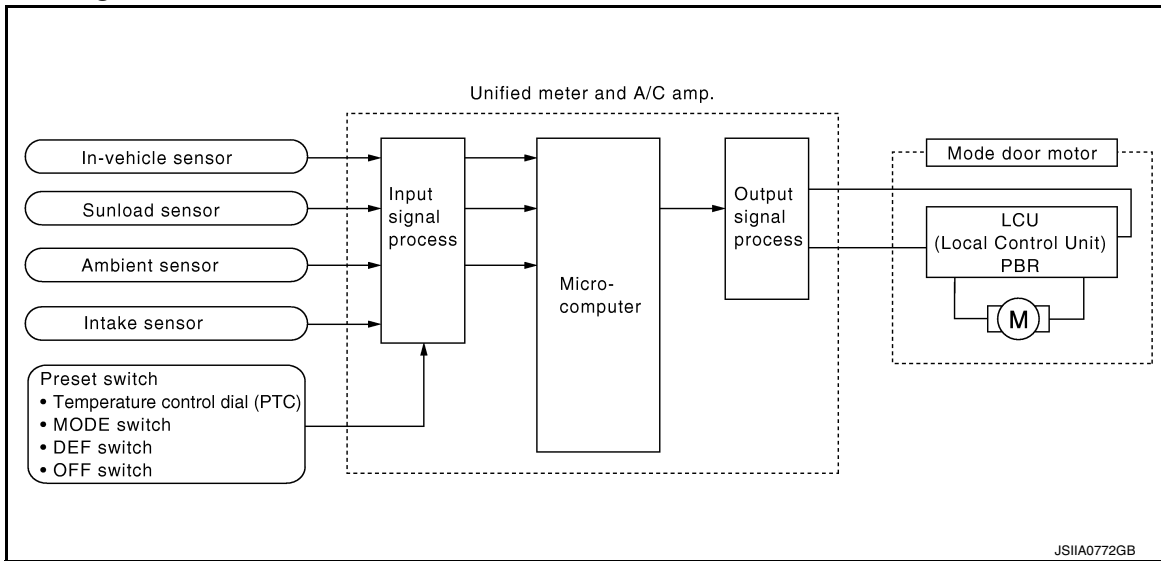 Unified meter and A/C amp.
In-vehicle sensor
Sunload sensor
Ambient sensor
Intake sensor
Preset switch
• Temperature control dial (PTC)
• MODE switch
• DEF switch
• OFF switch
Input
signal
process
Micro-
computer
Output
signal
process
Mode door motor
LCU
(Local Control Unit)
PBR
M
JSIIA0772GB